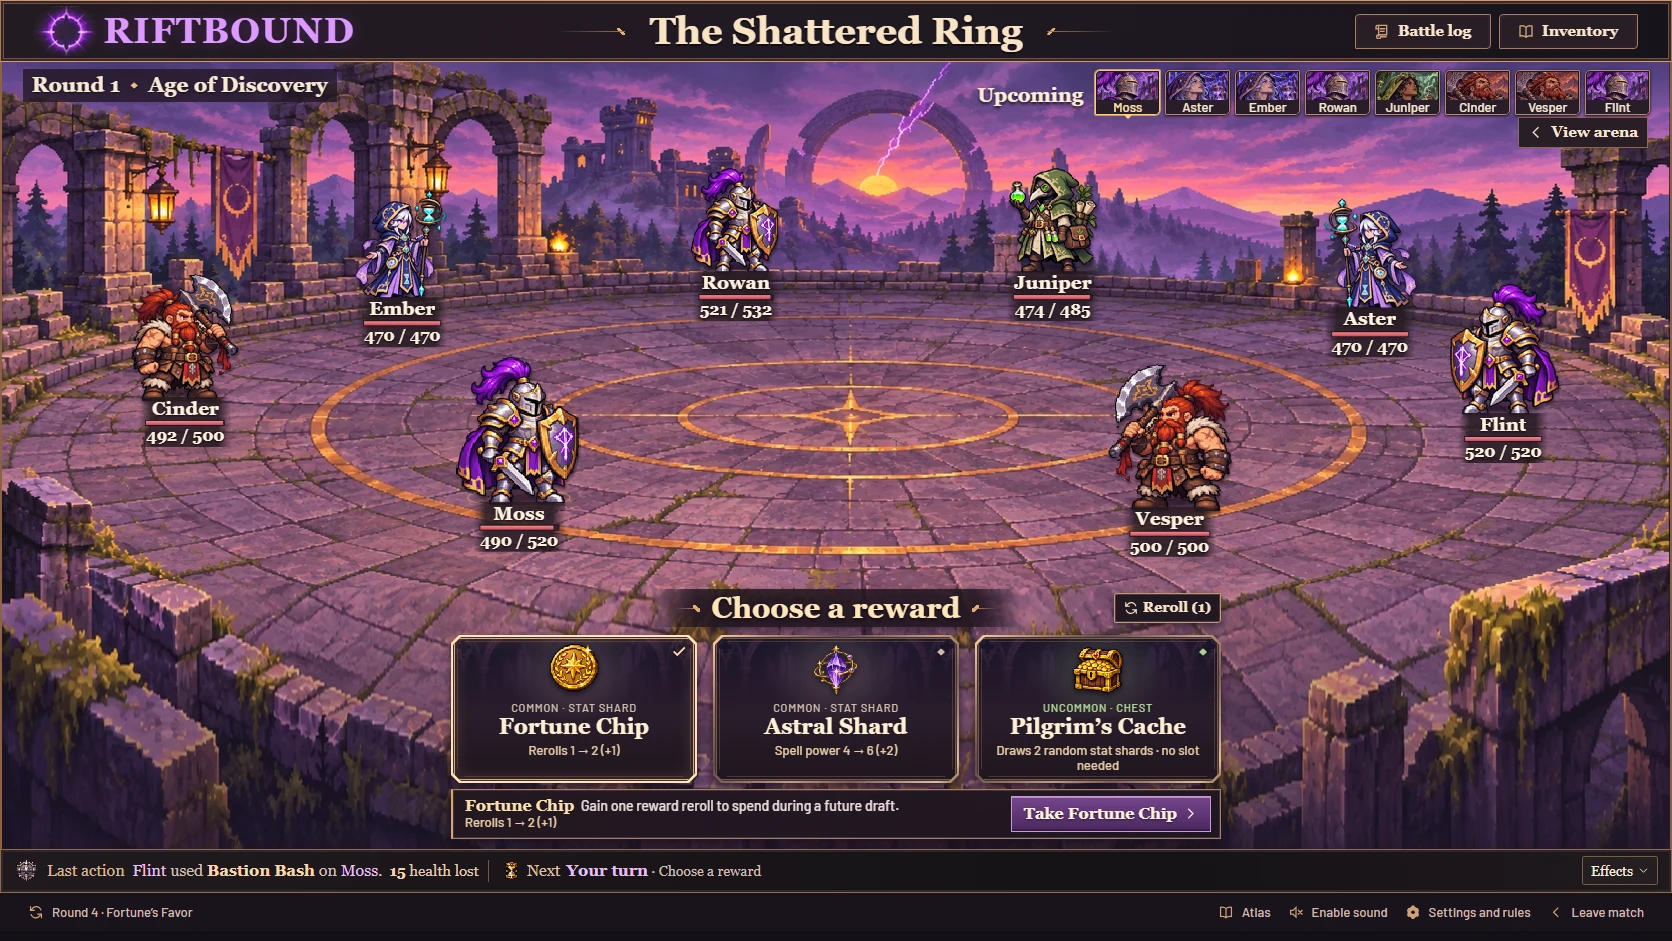 RIFTBOUND
The Shattered Ring
Battle log
Inventory
Round 1 ⬥ Age of Discovery
Upcoming
Moss
Aster
Ember
Rowan
Juniper
Cinder
Vesper
Flint
View arena
Rowan
521 / 532
Juniper
474 / 485
Ember
470 / 470
Aster
470 / 470
Cinder
492 / 500
Flint
520 / 520
Moss
490 / 520
Vesper
500 / 500
Choose a reward
Reroll (1)
COMMON · STAT SHARD
Fortune Chip
Rerolls 1 → 2 (+1)
COMMON · STAT SHARD
Astral Shard
Spell power 4 → 6 (+2)
UNCOMMON · CHEST
Pilgrim’s Cache
Draws 2 random stat shards · no slot
needed
Fortune Chip Gain one reward reroll to spend during a future draft.
Rerolls 1 → 2 (+1)
Take Fortune Chip
Last action Flint used Bastion Bash on Moss. 15 health lost
Next Your turn · Choose a reward
Effects
Round 4 · Fortune’s Favor
Atlas
Enable sound
Settings and rules
Leave match